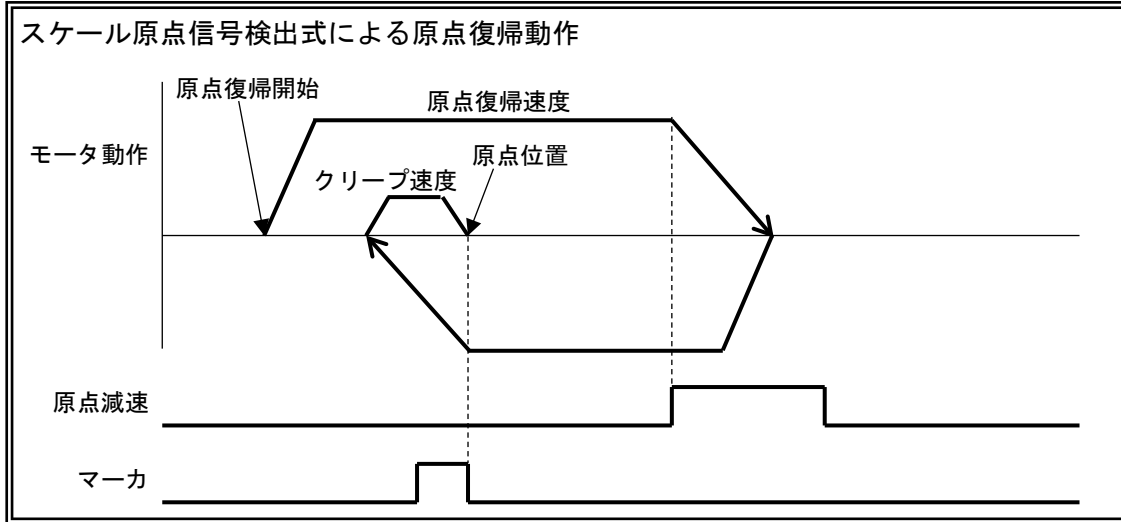 スケール原点信号検出式による原点復帰動作
原点復帰開始
原点復帰速度
モータ動作
原点位置
クリープ速度
原点減速
マーカ